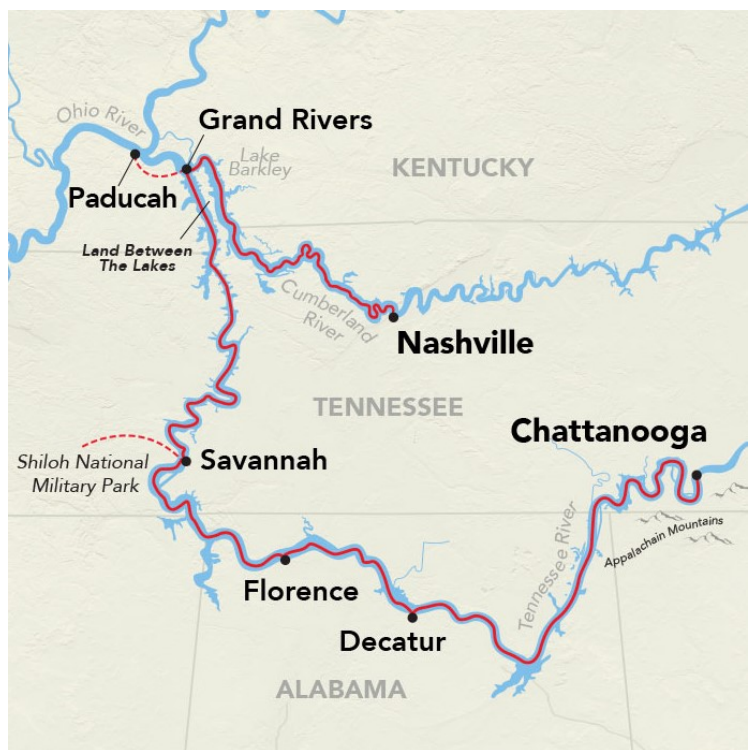 Ohio River
Grand Rivers
Lake
Barkley
KENTUCKY
Paducah
Land Between
The Lakes
Cumberland
River
Nashville
TENNESSEE
Chattanooga
Shiloh National
Military Park
Savannah
Tennessee River
Appalachain Mountains
Florence
Decatur
ALABAMA